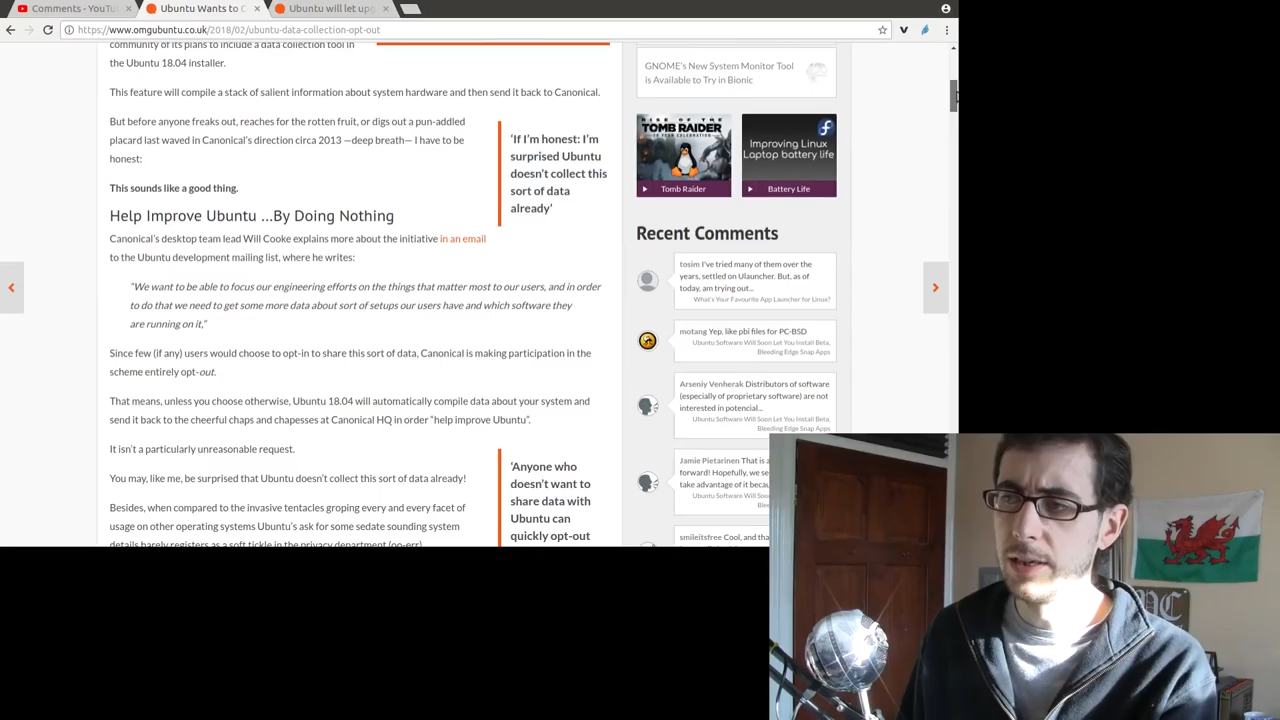 Comments - YouTu
Ubuntu Wants to C
Ubuntu will let up
https://www.omgubuntu.co.uk/2018/02/ubuntu-data-collection-opt-out
community of its plans to include a data collection tool in
the Ubuntu 18.04 installer.
This feature will compile a stack of salient information about system hardware and then send it back to Canonical.
But before anyone freaks out, reaches for the rotten fruit, or digs out a pun-addled
placard last waved in Canonical's direction circa 2013 —deep breath— I have to be
honest:
This sounds like a good thing.
‘If I’m honest: I’m
surprised Ubuntu
doesn’t collect this
sort of data
already’
Help Improve Ubuntu …By Doing Nothing
Canonical’s desktop team lead Will Cooke explains more about the initiative in an email
to the Ubuntu development mailing list, where he writes:
“We want to be able to focus our engineering efforts on the things that matter most to our users, and in order
to do that we need to get some more data about sort of setups our users have and which software they
are running on it,”
Since few (if any) users would choose to opt-in to share this sort of data, Canonical is making participation in the
scheme entirely opt-out.
That means, unless you choose otherwise, Ubuntu 18.04 will automatically compile data about your system and
send it back to the cheerful chaps and chapesses at Canonical HQ in order “help improve Ubuntu”.
It isn’t a particularly unreasonable request.
You may, like me, be surprised that Ubuntu doesn’t collect this sort of data already!
Besides, when compared to the invasive tentacles groping every and every facet of
usage on other operating systems Ubuntu’s ask for some sedate sounding system
details barely registers as a soft tickle in the privacy department (oo-err).
‘Anyone who
doesn’t want to
share data with
Ubuntu can
quickly opt-out
GNOME’s New System Monitor Tool
is Available to Try in Bionic
RISE OF THE
TOMB RAIDER
20 YEAR CELEBRATION
Tomb Raider
Improving Linux
Laptop battery life
Battery Life
Recent Comments
tosim I’ve tried many of them over the
years, settled on Ulauncher. But, as of
today, am trying out...
What’s Your Favourite App Launcher for Linux?
motang Yep, like pbi files for PC-BSD
Ubuntu Software Will Soon Let You Install Beta,
Bleeding Edge Snap Apps
Arseniy Venherak Distributors of software
(especially of proprietary software) are not
interested in potencial...
Ubuntu Software Will Soon Let You Install Beta,
Bleeding Edge Snap Apps
Jamie Pietarinen That is a
forward! Hopefully, we se
take advantage of it becau
Ubuntu Software Will Soo
Blee
smileitsfree Cool, and tha